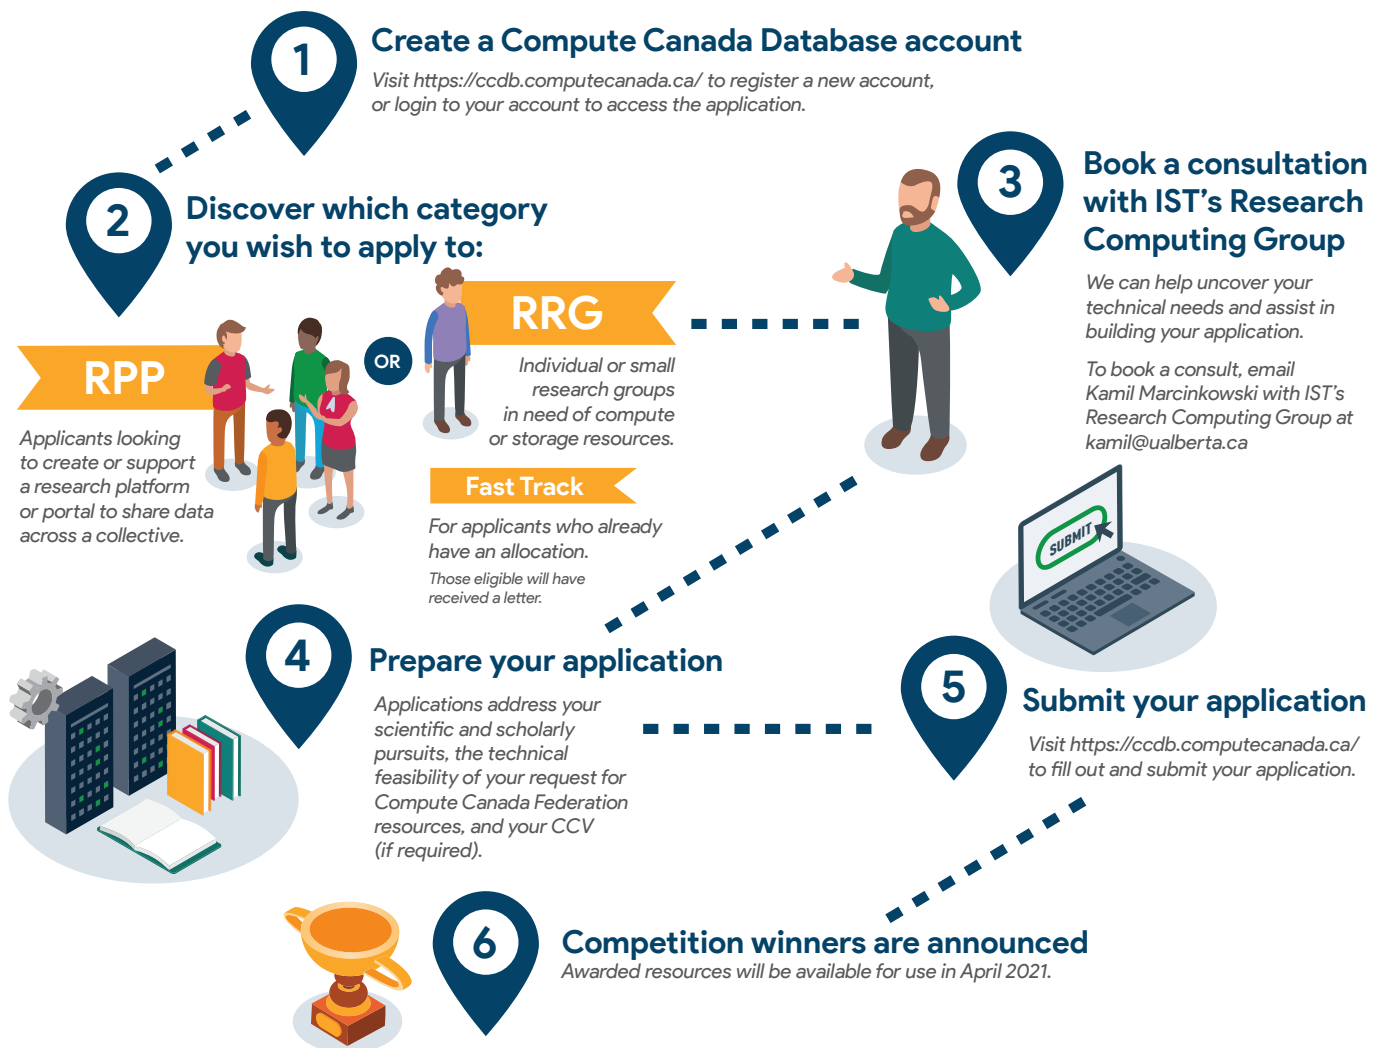 1
Create a Compute Canada Database account
Visit https://ccdb.computecanada.ca/ to register a new account,
or login to your account to access the application.
2
Discover which category
you wish to apply to:
RPP
Applicants looking
to create or support
a research platform
or portal to share data
across a collective.
OR
RRG
Individual or small
research groups
in need of compute
or storage resources.
Fast Track
For applicants who already
have an allocation.
Those eligible will have
received a letter.
3
Book a consultation
with IST's Research
Computing Group
We can help uncover your
technical needs and assist in
building your application.
To book a consult, email
Kamil Marcinkowski with IST's
Research Computing Group at
kamil@ualberta.ca
SUBMIT
4
Prepare your application
Applications address your
scientific and scholarly
pursuits, the technical
feasibility of your request for
Compute Canada Federation
resources, and your CCV
(if required).
5
Submit your application
Visit https://ccdb.computecanada.ca/
to fill out and submit your application.
6
Competition winners are announced
Awarded resources will be available for use in April 2021.